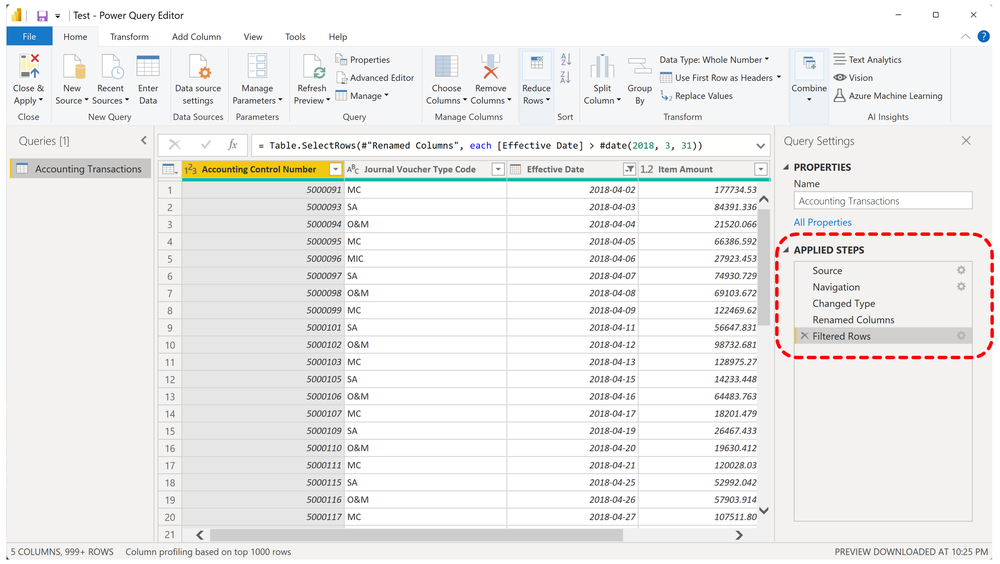 Test - Power Query Editor
File Home Transform Add Column View Tools Help
Close & Apply
Close
New Source
Recent Sources
Enter Data
New Query
Data source settings
Data Sources
Manage Parameters
Parameters
Refresh Preview
Properties
Advanced Editor
Manage
Query
Choose Columns
Remove Columns
Manage Columns
Reduce Rows
Sort
Split Column
Group By
Data Type: Whole Number
Use First Row as Headers
Replace Values
Transform
Combine
Text Analytics
Vision
Azure Machine Learning
AI Insights
Queries [1]
Accounting Transactions
fx = Table.SelectRows(#"Renamed Columns", each [Effective Date] > #date(2018, 3, 31))
123 Accounting Control Number ABC Journal Voucher Type Code Effective Date 1.2 Item Amount
1 5000091 MC 2018-04-02 177734.53
2 5000093 SA 2018-04-03 84391.336
3 5000094 O&M 2018-04-04 21520.066
4 5000095 MC 2018-04-05 66386.592
5 5000096 MIC 2018-04-06 27923.453
6 5000097 SA 2018-04-07 74930.729
7 5000098 O&M 2018-04-08 69103.672
8 5000099 MC 2018-04-09 122469.62
9 5000101 SA 2018-04-11 56647.831
10 5000102 O&M 2018-04-12 98732.681
11 5000103 MC 2018-04-13 128975.27
12 5000105 SA 2018-04-15 14233.448
13 5000106 O&M 2018-04-16 64483.763
14 5000107 MC 2018-04-17 18201.479
15 5000109 SA 2018-04-19 26467.433
16 5000110 O&M 2018-04-20 19630.412
17 5000111 MC 2018-04-21 120028.03
18 5000115 SA 2018-04-25 52992.042
19 5000116 O&M 2018-04-26 57903.914
20 5000117 MC 2018-04-27 107511.80
21
Query Settings
PROPERTIES
Name
Accounting Transactions
All Properties
APPLIED STEPS
Source
Navigation
Changed Type
Renamed Columns
Filtered Rows
5 COLUMNS, 999+ ROWS Column profiling based on top 1000 rows
PREVIEW DOWNLOADED AT 10:25 PM